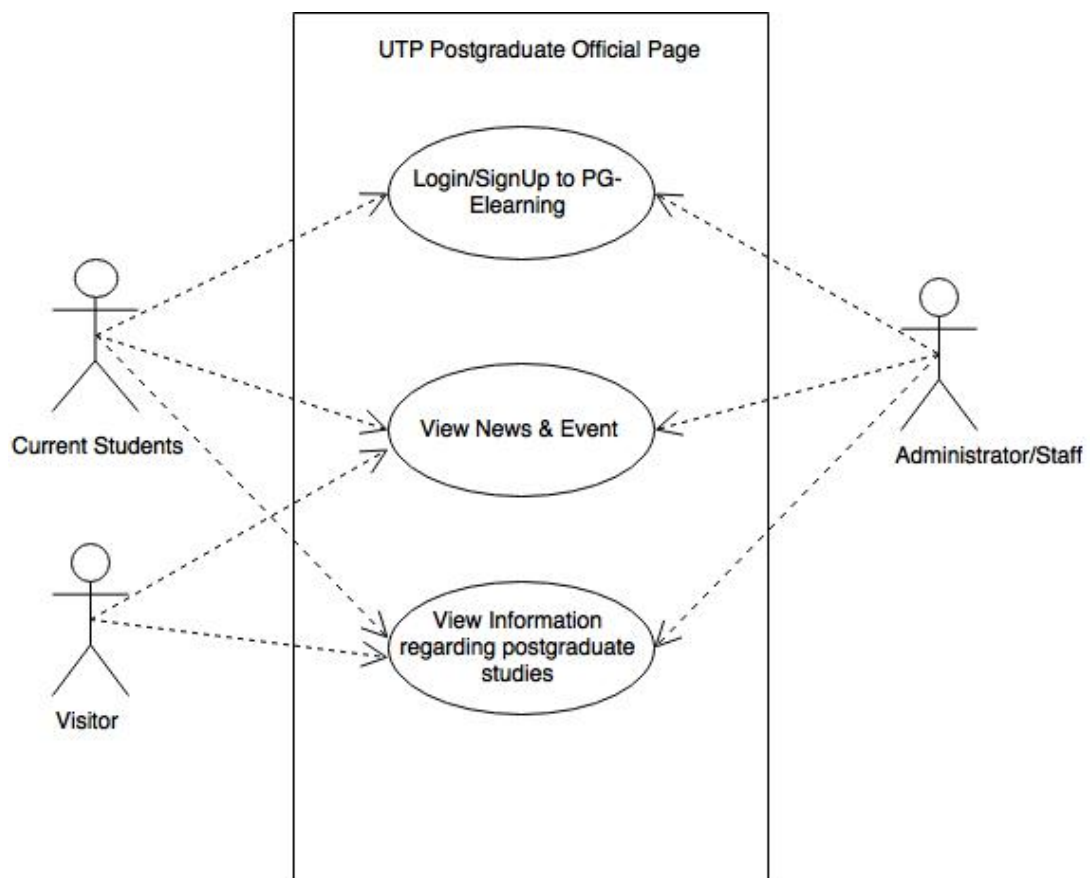 UTP Postgraduate Official Page
Login/SignUp to PG-
Elearning
Current Students
View News & Event
Administrator/Staff
View Information
regarding postgraduate
studies
Visitor